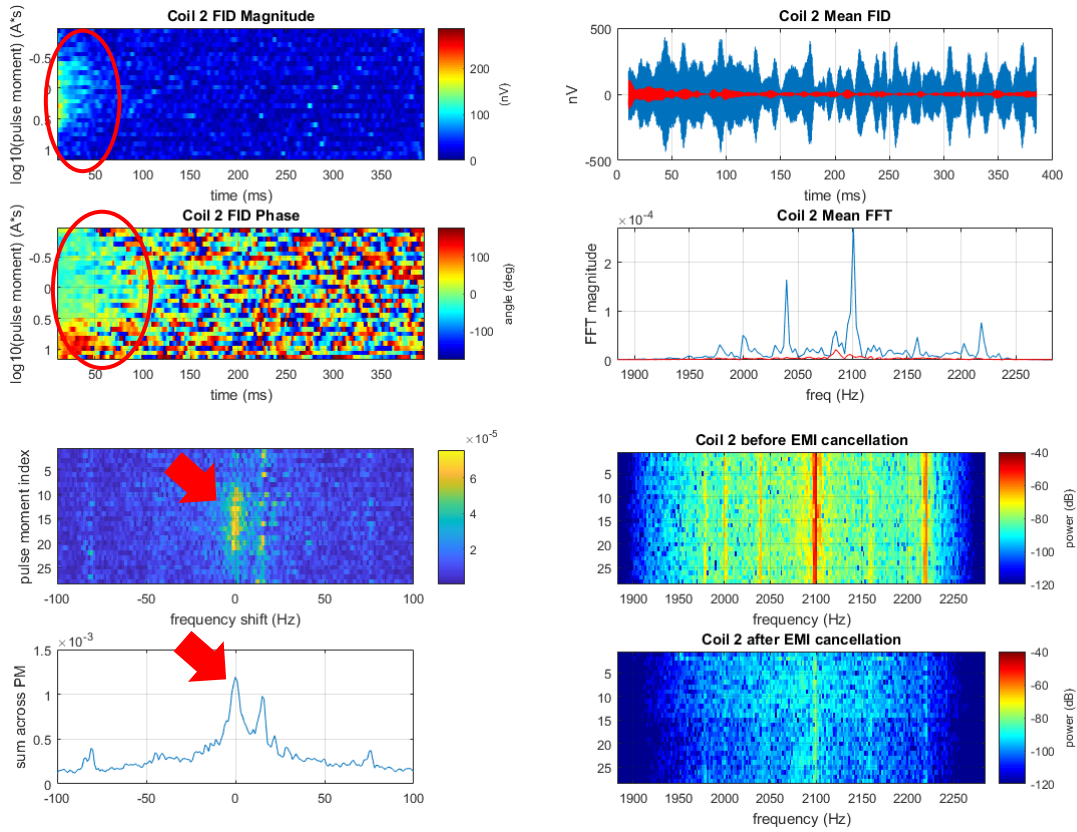 Coil 2 FID Magnitude
log10(pulse moment) (A*s)
-0.5
0
0.5
1
50 100 150 200 250 300 350
time (ms)
200
100
0
(nV)
Coil 2 Mean FID
nV
500
0
-500
0 50 100 150 200 250 300 350 400
time (ms)
Coil 2 FID Phase
log10(pulse moment) (A*s)
-0.5
0
0.5
1
50 100 150 200 250 300 350
time (ms)
100
0
-100
angle (deg)
Coil 2 Mean FFT
×10-4
FFT magnitude
2
1
0
1900 1950 2000 2050 2100 2150 2200 2250
freq (Hz)
pulse moment index
5
10
15
20
25
-100 -50 0 50 100
frequency shift (Hz)
×10-5
6
4
2
Coil 2 before EMI cancellation
5
10
15
20
25
1900 1950 2000 2050 2100 2150 2200 2250
frequency (Hz)
-40
-60
-80
-100
-120
power (dB)
×10-3
sum across PM
1.5
1
0.5
0
-100 -50 0 50 100
frequency shift (Hz)
Coil 2 after EMI cancellation
5
10
15
20
25
1900 1950 2000 2050 2100 2150 2200 2250
frequency (Hz)
-40
-60
-80
-100
-120
power (dB)